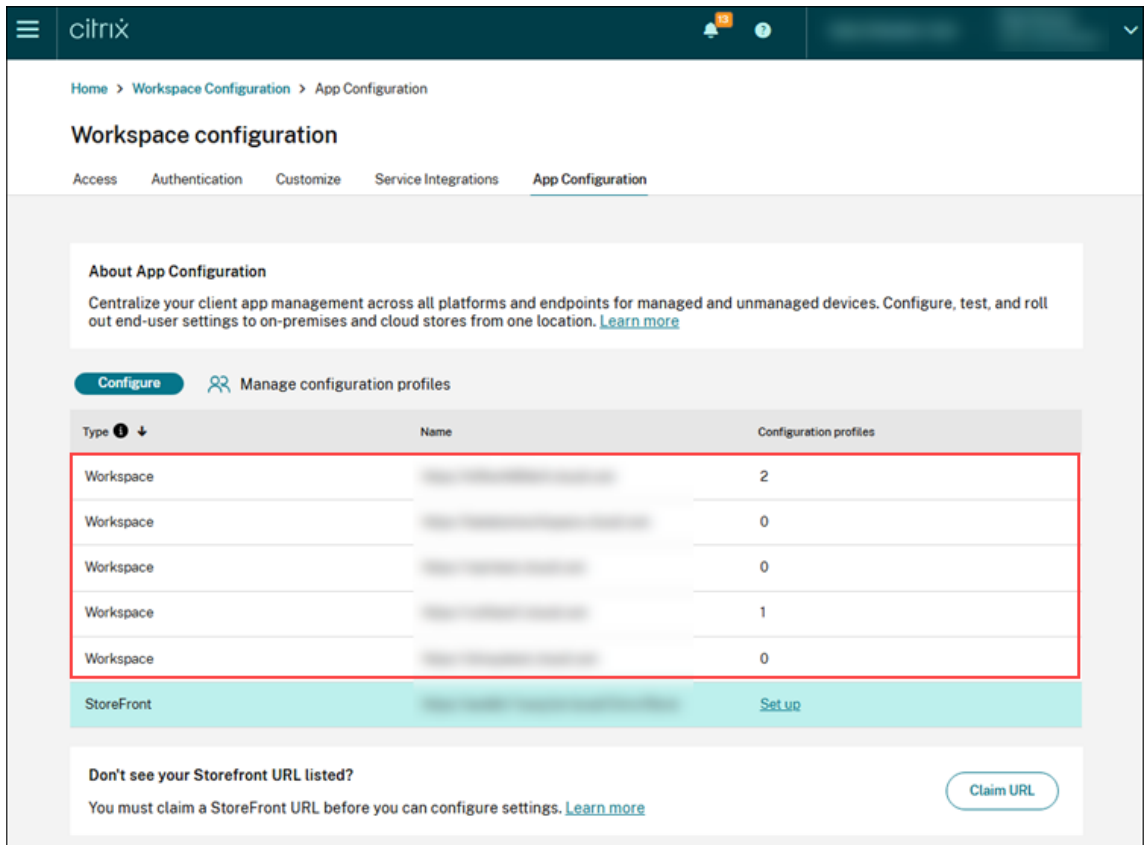 citrix
13
?
Home > Workspace Configuration > App Configuration
Workspace configuration
Access Authentication Customize Service Integrations App Configuration
About App Configuration
Centralize your client app management across all platforms and endpoints for managed and unmanaged devices. Configure, test, and roll
out end-user settings to on-premises and cloud stores from one location. Learn more
Configure Manage configuration profiles
Type i ↓ Name Configuration profiles
Workspace 2
Workspace 0
Workspace 0
Workspace 1
Workspace 0
StoreFront Set up
Don't see your Storefront URL listed?
You must claim a StoreFront URL before you can configure settings. Learn more
Claim URL